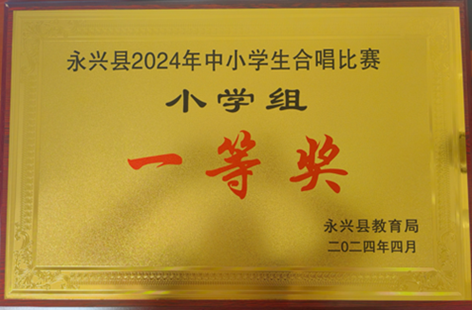 永兴县2024年中小学生合唱比赛
小学组
一等奖
永兴县教育局
二〇二四年四月